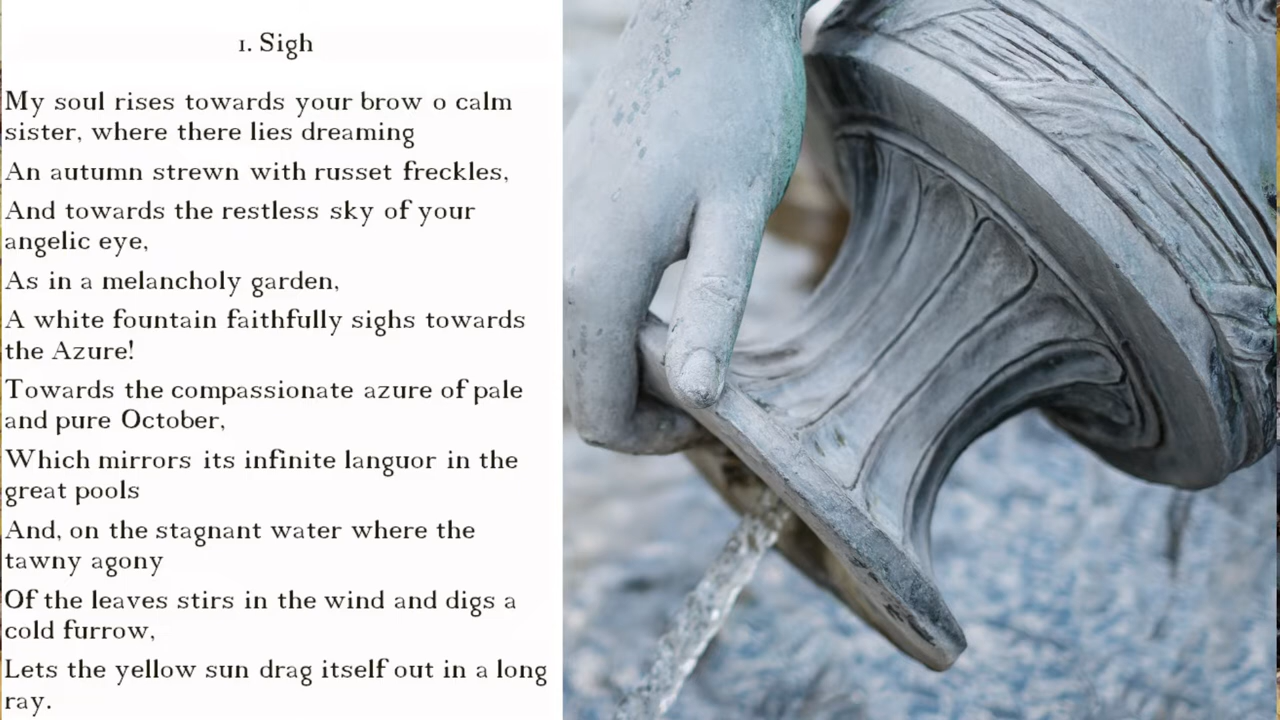 1. Sigh
My soul rises towards your brow o calm
sister, where there lies dreaming
An autumn strewn with russet freckles,
And towards the restless sky of your
angelic eye,
As in a melancholy garden,
A white fountain faithfully sighs towards
the Azure!
Towards the compassionate azure of pale
and pure October,
Which mirrors its infinite languor in the
great pools
And, on the stagnant water where the
tawny agony
Of the leaves stirs in the wind and digs a
cold furrow,
Lets the yellow sun drag itself out in a long
ray.